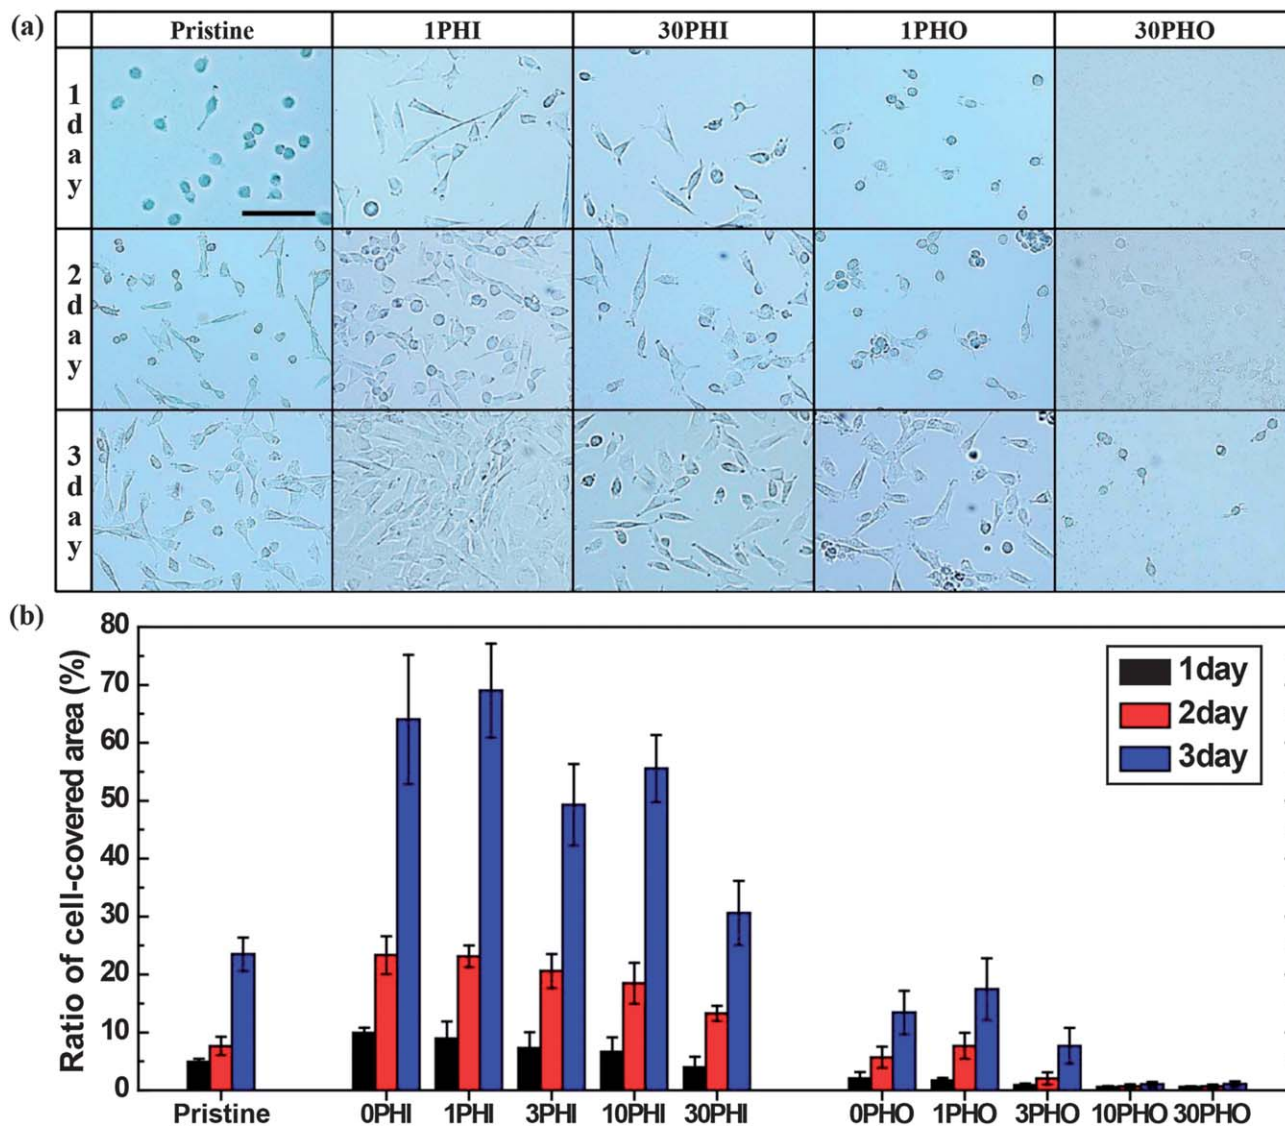 (a)
Pristine 1PHI 30PHI 1PHO 30PHO
1
d
a
y
2
d
a
y
3
d
a
y
(b)
80
70
60
50
40
30
20
10
0
Ratio of cell-covered area (%)
1day
2day
3day
Pristine 0PHI 1PHI 3PHI 10PHI 30PHI 0PHO 1PHO 3PHO 10PHO 30PHO